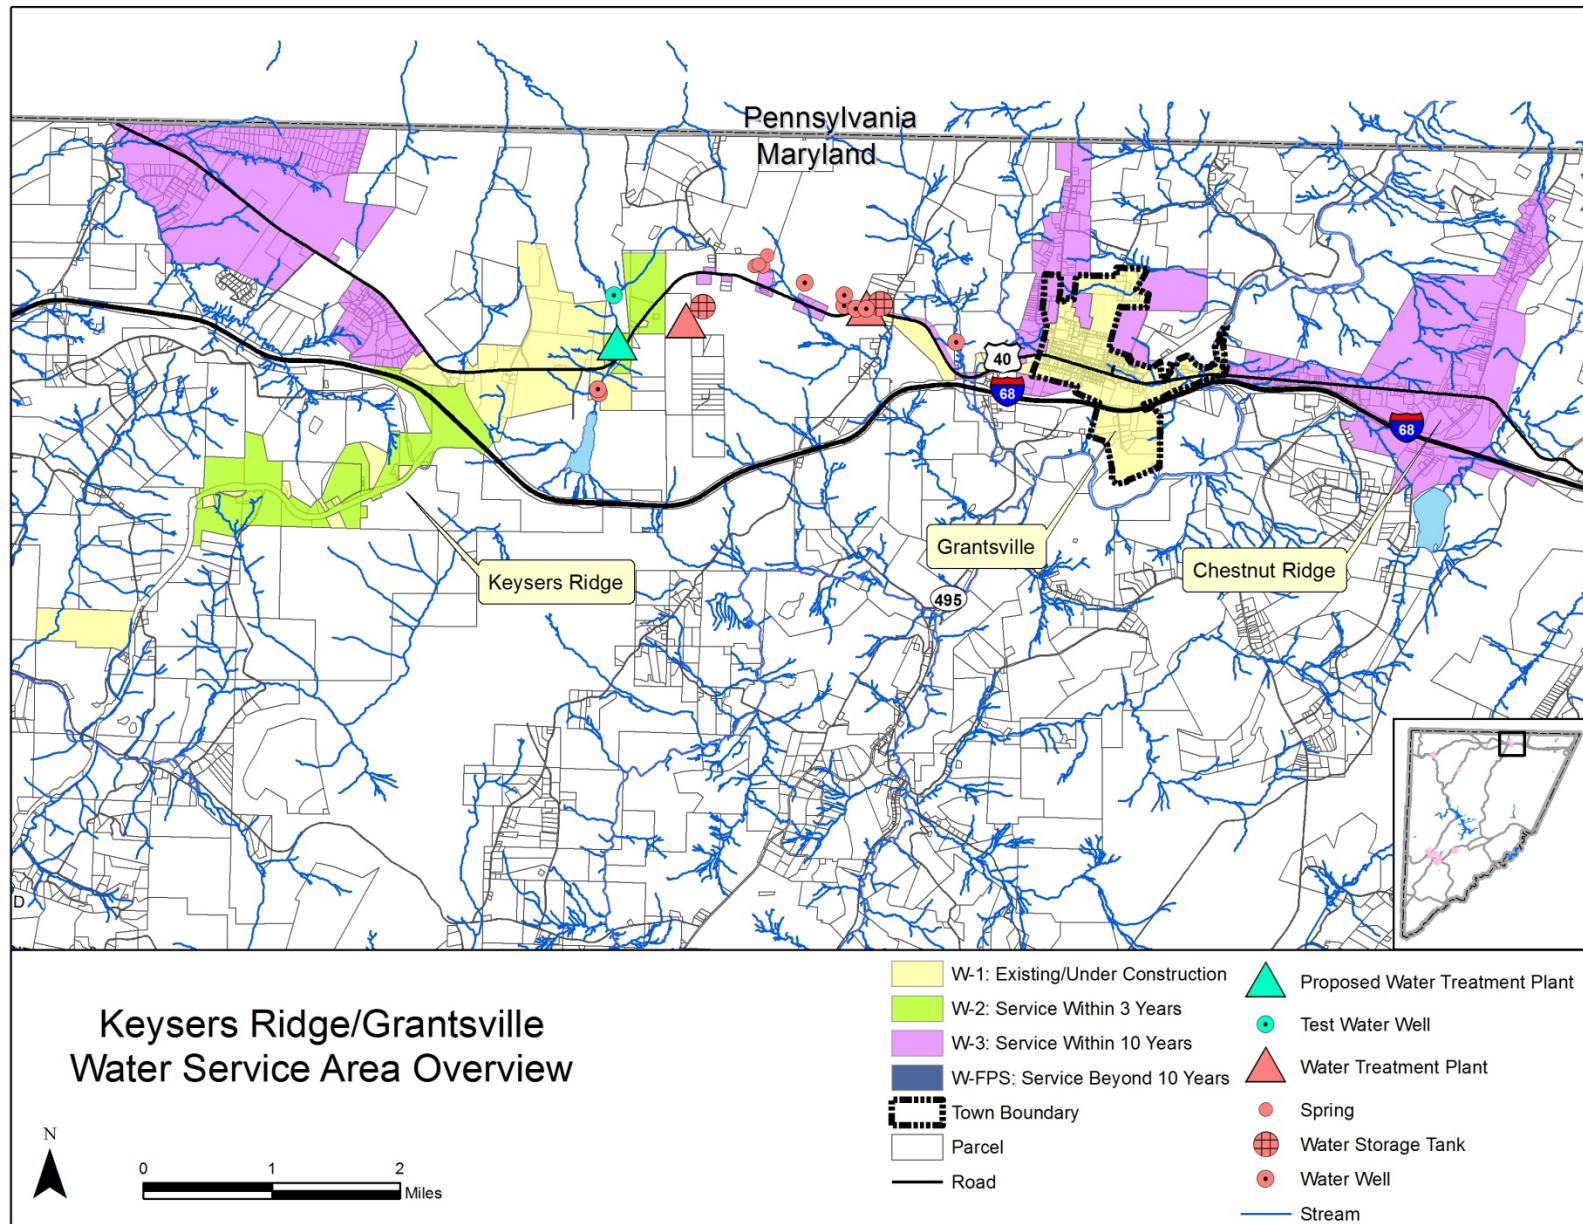 Pennsylvania
Maryland
40
68
68
Grantsville
Chestnut Ridge
Keysers Ridge
495
D
Keysers Ridge/Grantsville
Water Service Area Overview
N
0 1 2
Miles
W-1: Existing/Under Construction
W-2: Service Within 3 Years
W-3: Service Within 10 Years
W-FPS: Service Beyond 10 Years
Town Boundary
Parcel
Road
Proposed Water Treatment Plant
Test Water Well
Water Treatment Plant
Spring
Water Storage Tank
Water Well
Stream